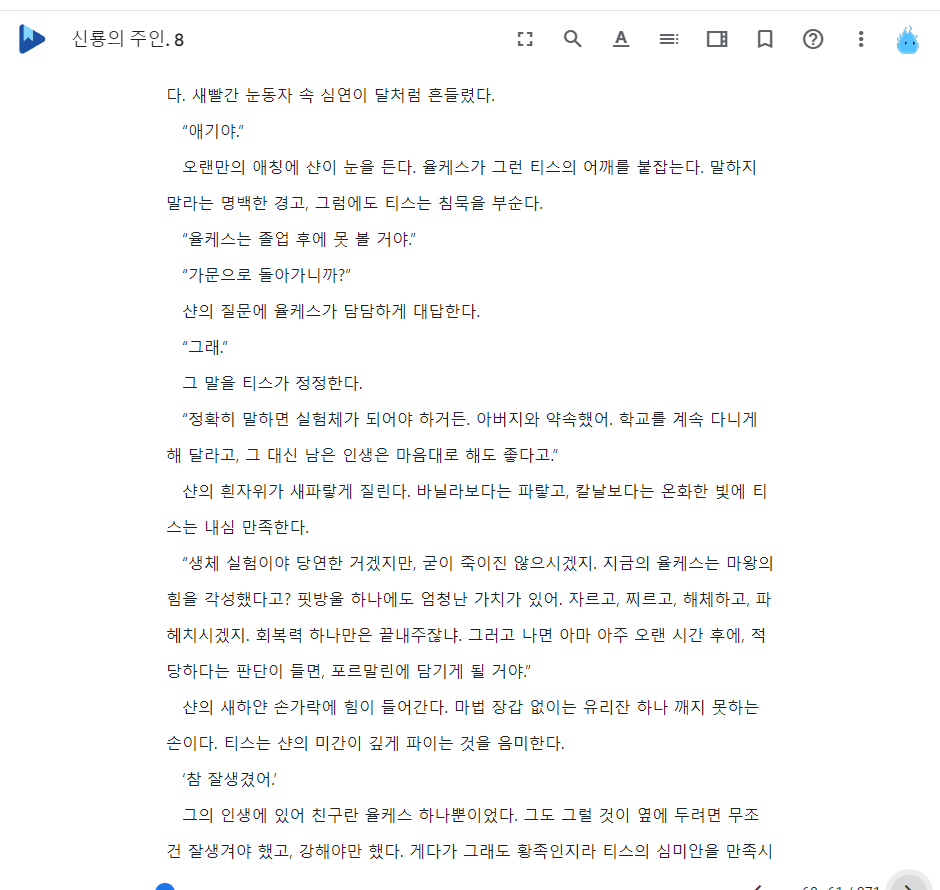 신룡의 주인. 8
다. 새빨간 눈동자 속 심연이 달처럼 흔들렸다.
“애기야.”
오랜만의 애칭에 샨이 눈을 든다. 율케스가 그런 티스의 어깨를 붙잡는다. 말하지
말라는 명백한 경고, 그럼에도 티스는 침묵을 부순다.
“율케스는 졸업 후에 못 볼 거야.”
“가문으로 돌아가니까?”
샨의 질문에 율케스가 담담하게 대답한다.
“그래.”
그 말을 티스가 정정한다.
“정확히 말하면 실험체가 되어야 하거든. 아버지와 약속했어. 학교를 계속 다니게
해 달라고, 그 대신 남은 인생은 마음대로 해도 좋다고.”
샨의 흰자위가 새파랗게 질린다. 바닐라보다는 파랗고, 칼날보다는 온화한 빛에 티
스는 내심 만족한다.
“생체 실험이야 당연한 거겠지만, 굳이 죽이진 않으시겠지. 지금의 율케스는 마왕의
힘을 각성했다고? 핏방울 하나에도 엄청난 가치가 있어. 자르고, 찌르고, 해체하고, 파
헤치시겠지. 회복력 하나만은 끝내주잖냐. 그러고 나면 아마 아주 오랜 시간 후에, 적
당하다는 판단이 들면, 포르말린에 담기게 될 거야.”
샨의 새하얀 손가락에 힘이 들어간다. 마법 장갑 없이는 유리잔 하나 깨지 못하는
손이다. 티스는 샨의 미간이 깊게 파이는 것을 음미한다.
‘참 잘생겼어.’
그의 인생에 있어 친구란 율케스 하나뿐이었다. 그도 그럴 것이 옆에 두려면 무조
건 잘생겨야 했고, 강해야만 했다. 게다가 그래도 황족인지라 티스의 심미안을 만족시